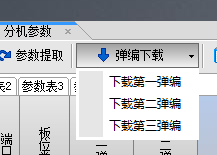 分机参数
参数提取 弹编下载
表2 参数表3
下载第一弹编
下载第二弹编
下载第三弹编
端口
板位